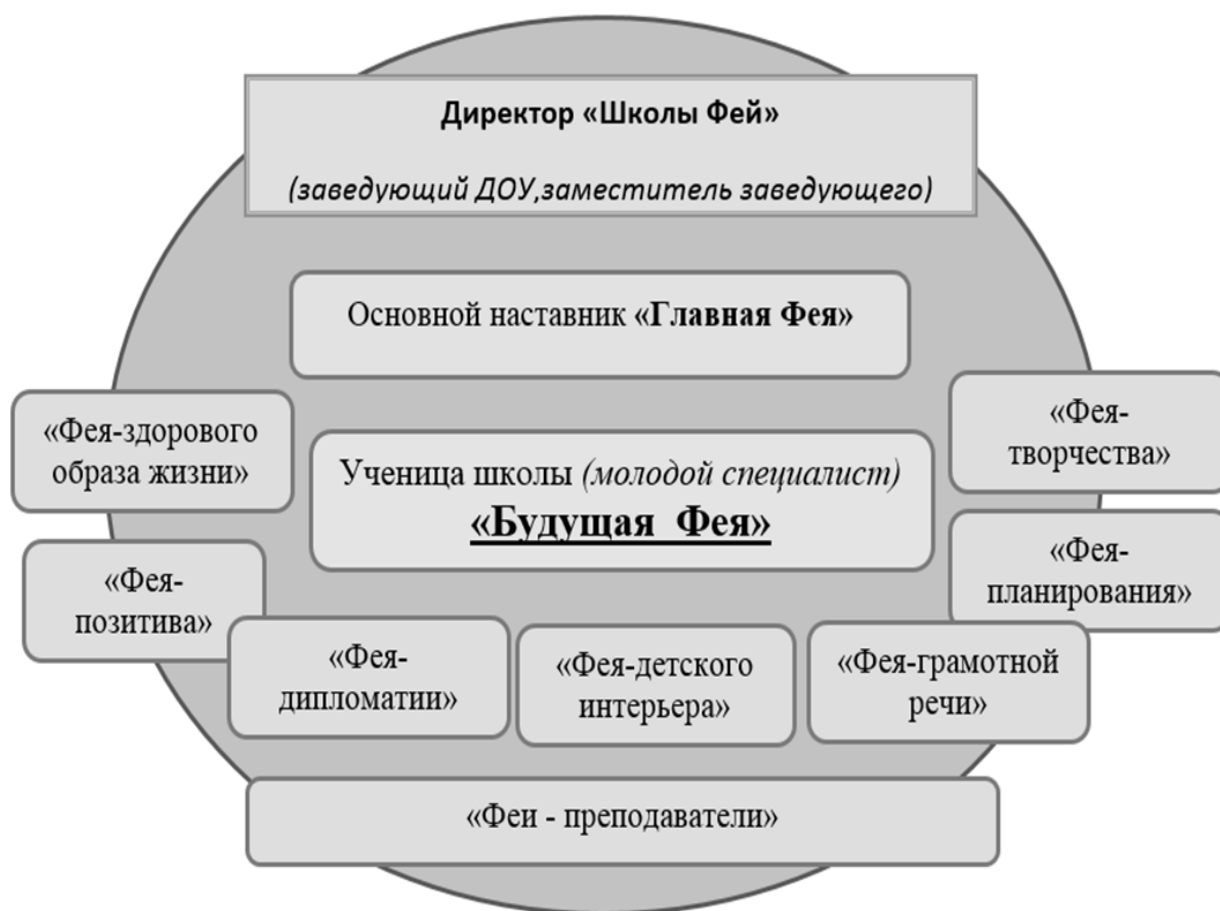 Директор «Школы Фей»
(заведующий ДОУ,заместитель заведующего)
Основной наставник «Главная Фея»
«Фея-здорового
образа жизни»
Ученица школы (молодой специалист)
«Будущая Фея»
«Фея-
творчества»
«Фея-
позитива»
«Фея-
планирования»
«Фея-
дипломатии»
«Фея-детского
интерьера»
«Фея-грамотной
речи»
«Феи - преподаватели»